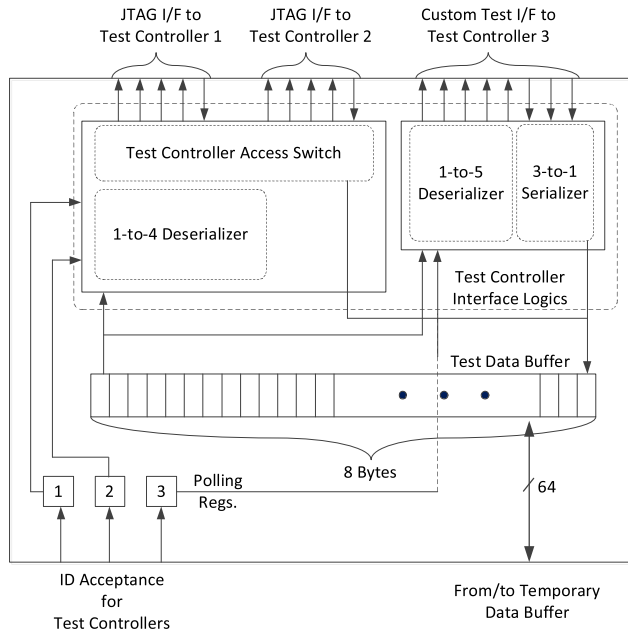 JTAG I/F to
Test Controller 1
JTAG I/F to
Test Controller 2
Custom Test I/F to
Test Controller 3
Test Controller Access Switch
1-to-4 Deserializer
1-to-5
Deserializer
3-to-1
Serializer
Test Controller
Interface Logics
Test Data Buffer
8 Bytes
1
2
3
Polling
Regs.
64
ID Acceptance
for
Test Controllers
From/to Temporary
Data Buffer